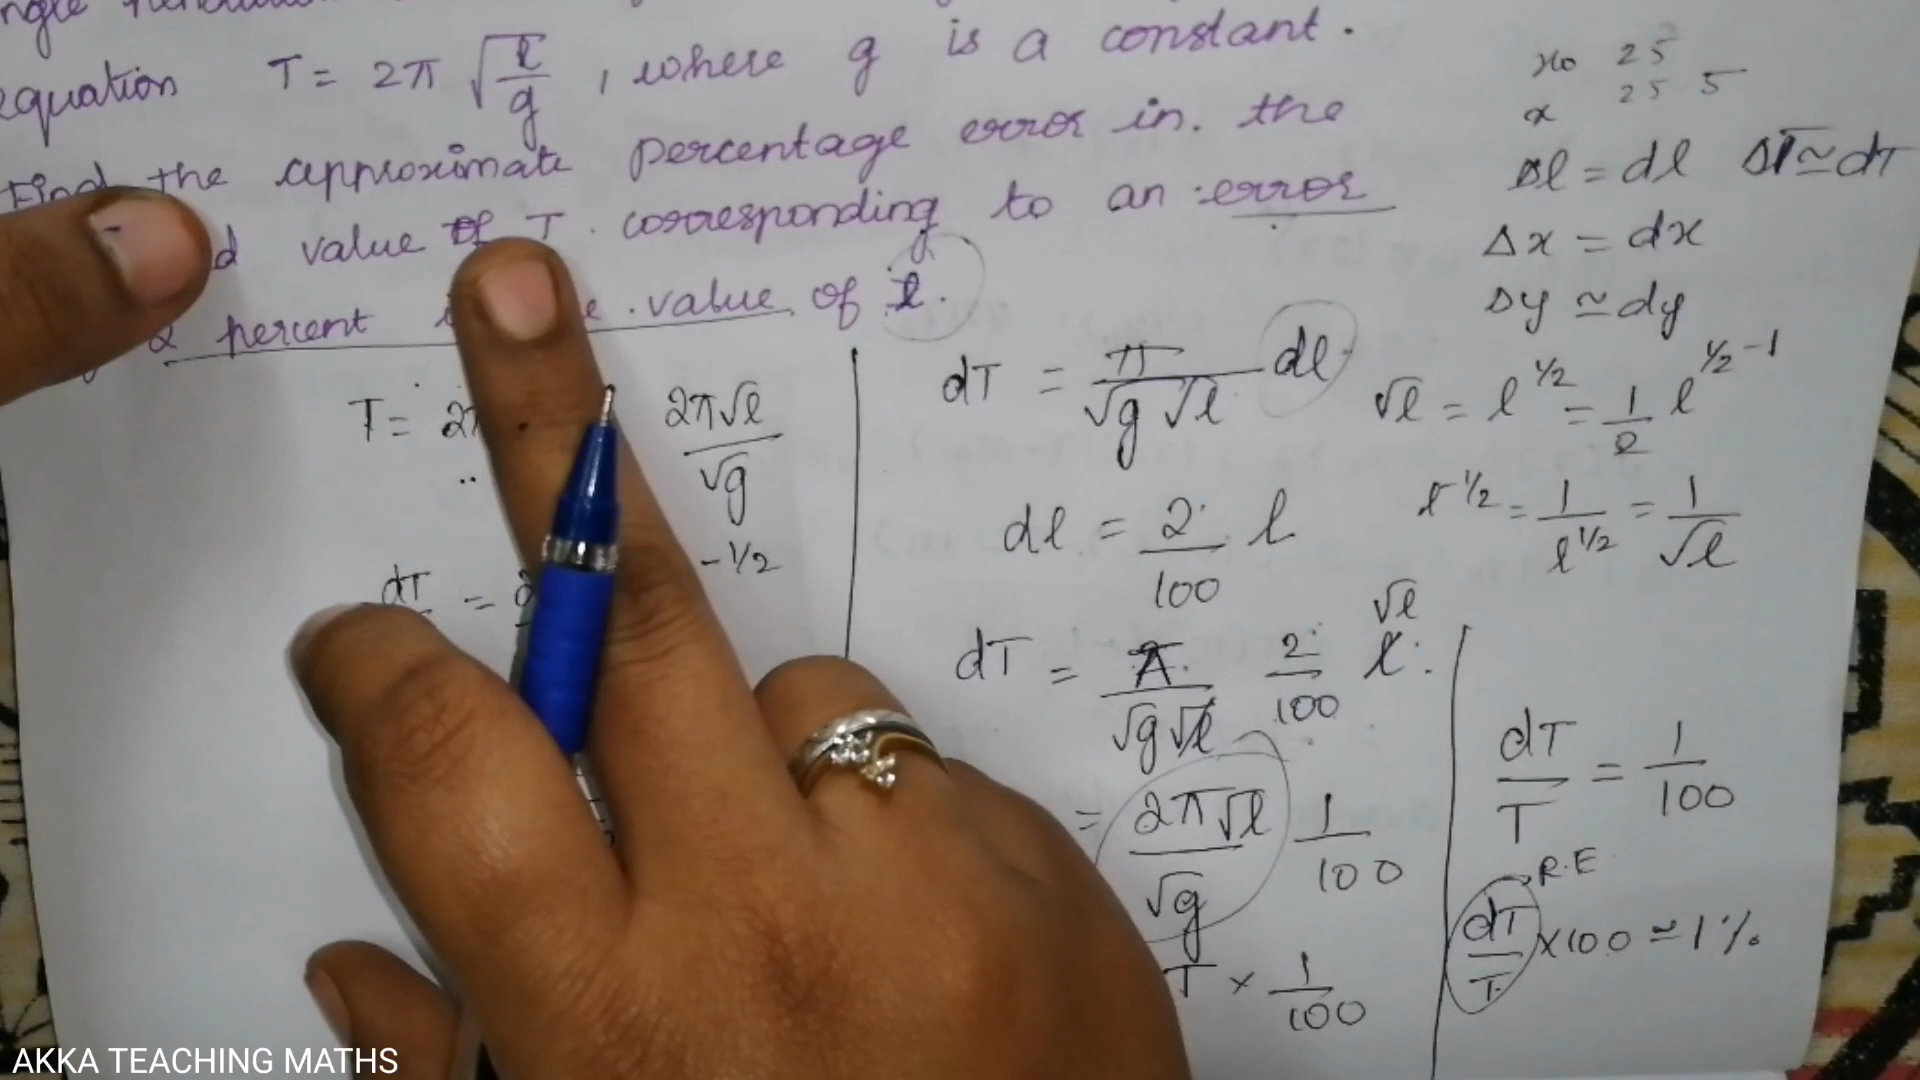 equation T = 2π √(l/g), where g is a constant.
Find the approximate percentage error in. the
value of T. corresponding to an error
2 percent value of l.
x₀ 25
x 25 5
Δl = dl ΔT ≃ dT
Δx = dx
Δy ≃ dy
T = 2π√l / √g
dT = -1/2
dT = π / √g √l dl
dl = 2/100 l
dT = π / √g√l 2/100 l √l
= 2π√l / √g 1/100
T × 1/100
√l = l^1/2 = 1/2 l^1/2 -1
l^-1/2 = 1/l^1/2 = 1/√l
dT/T = 1/100
R.E
dT/T × 100 ≃ 1%
AKKA TEACHING MATHS